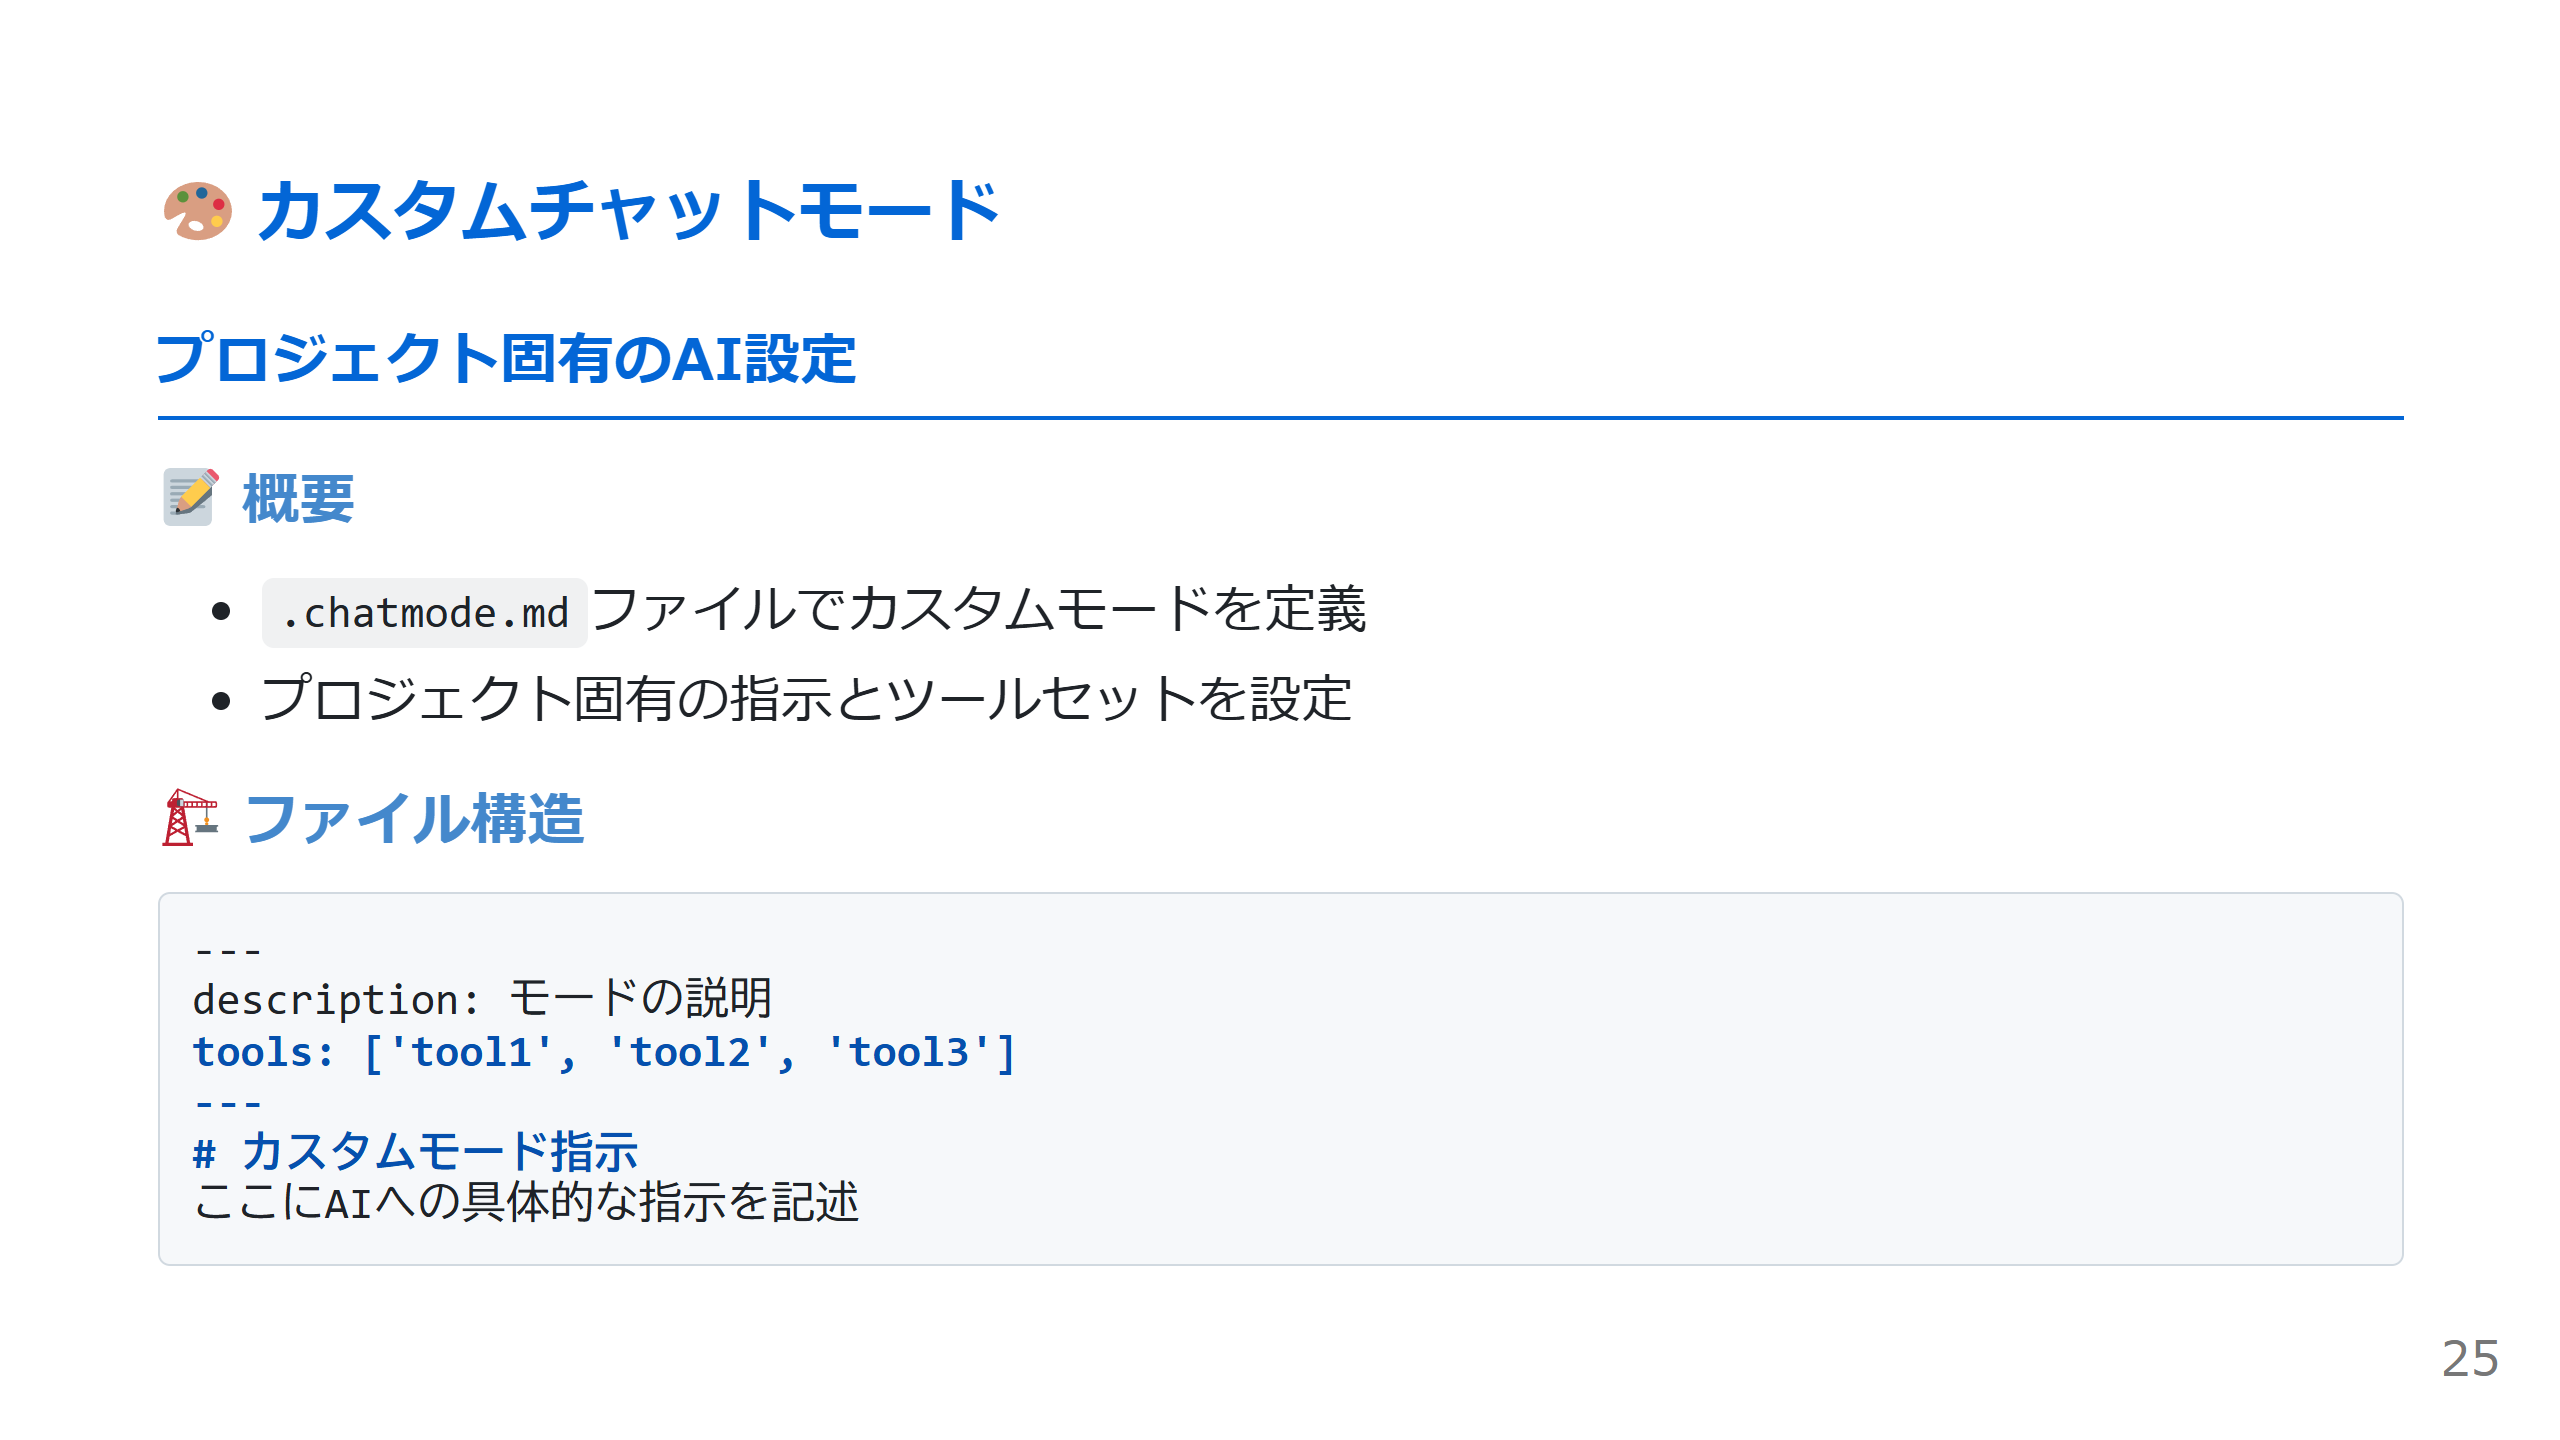 🎨 カスタムチャットモード
プロジェクト固有のAI設定
📝 概要
• .chatmode.mdファイルでカスタムモードを定義
• プロジェクト固有の指示とツールセットを設定
🏗️ ファイル構造
---
description: モードの説明
tools: ['tool1', 'tool2', 'tool3']
---
# カスタムモード指示
ここにAIへの具体的な指示を記述
25